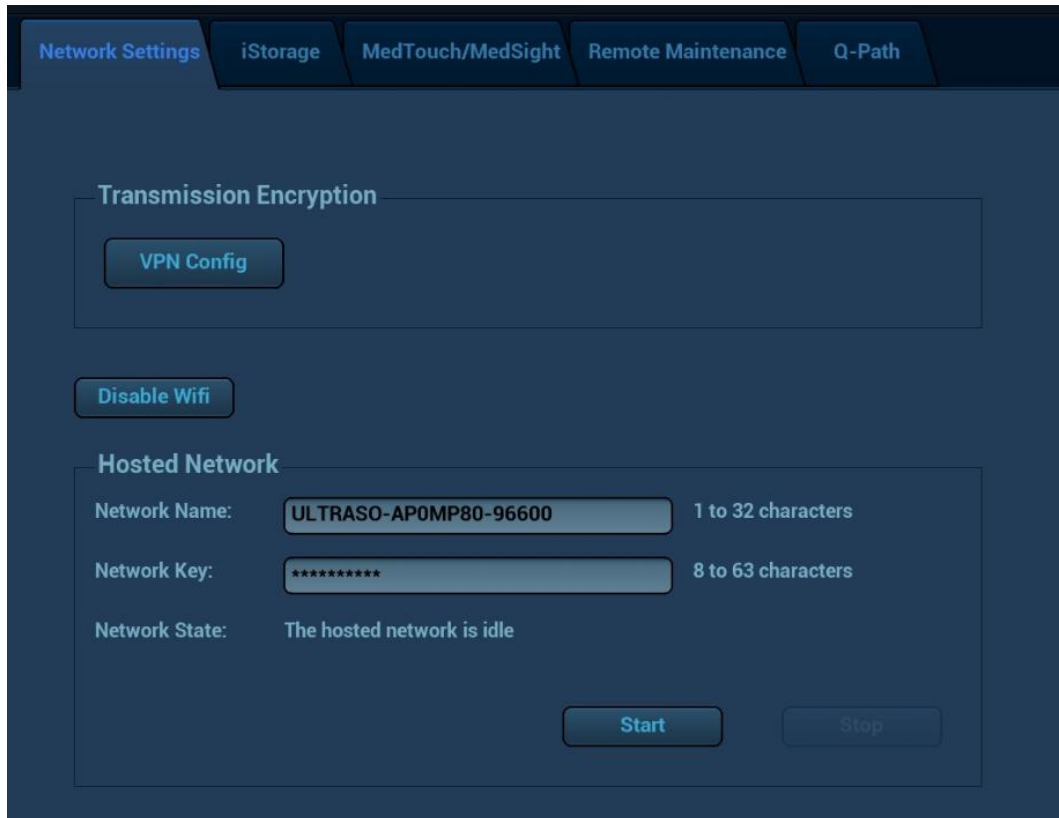 Network Settings iStorage MedTouch/MedSight Remote Maintenance Q-Path
Transmission Encryption
VPN Config
Disable Wifi
Hosted Network
Network Name: ULTRASO-AP0MP80-96600 1 to 32 characters
Network Key: ********** 8 to 63 characters
Network State: The hosted network is idle
Start Stop